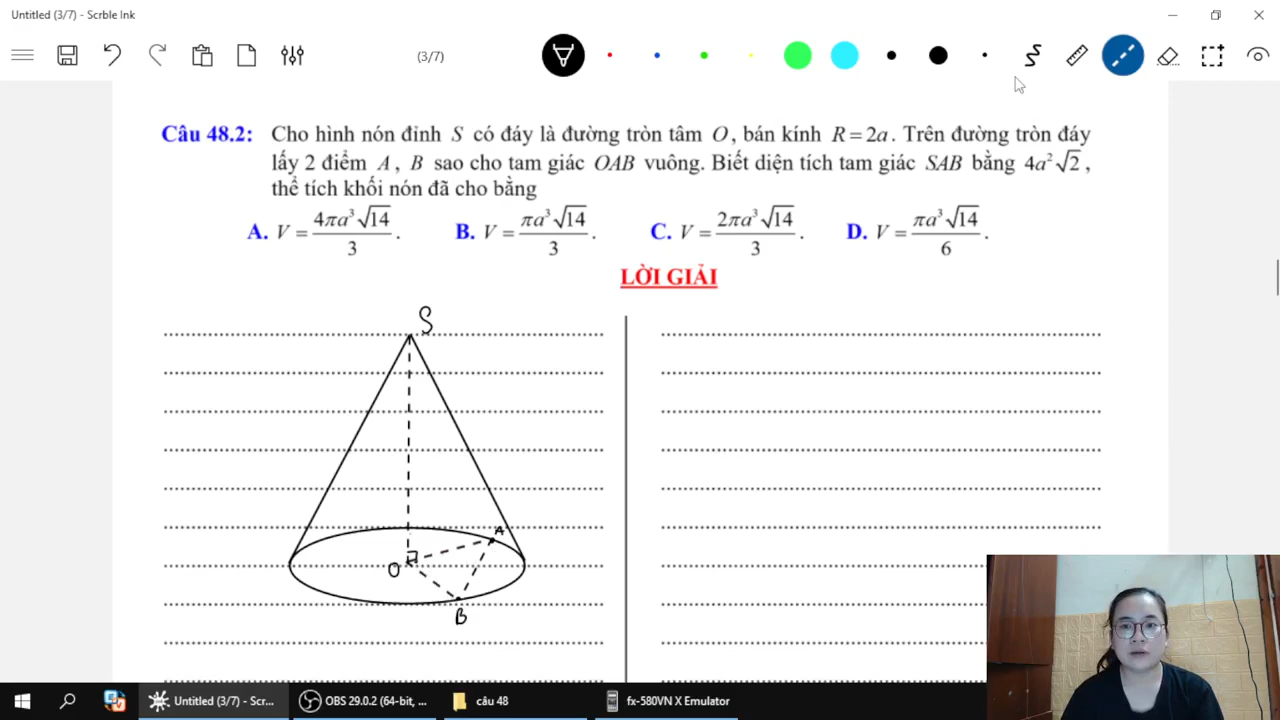 Untitled (3/7) - Scrble Ink
(3/7)
Câu 48.2: Cho hình nón đỉnh S có đáy là đường tròn tâm O, bán kính R = 2a. Trên đường tròn đáy
lấy 2 điểm A, B sao cho tam giác OAB vuông. Biết diện tích tam giác SAB bằng 4a²√2,
thể tích khối nón đã cho bằng
A. V = 4πa³√14/3. B. V = πa³√14/3. C. V = 2πa³√14/3. D. V = πa³√14/6.
LỜI GIẢI
S
A
O
B
Untitled (3/7) - Scr... OBS 29.0.2 (64-bit, ... câu 48 fx-580VN X Emulator